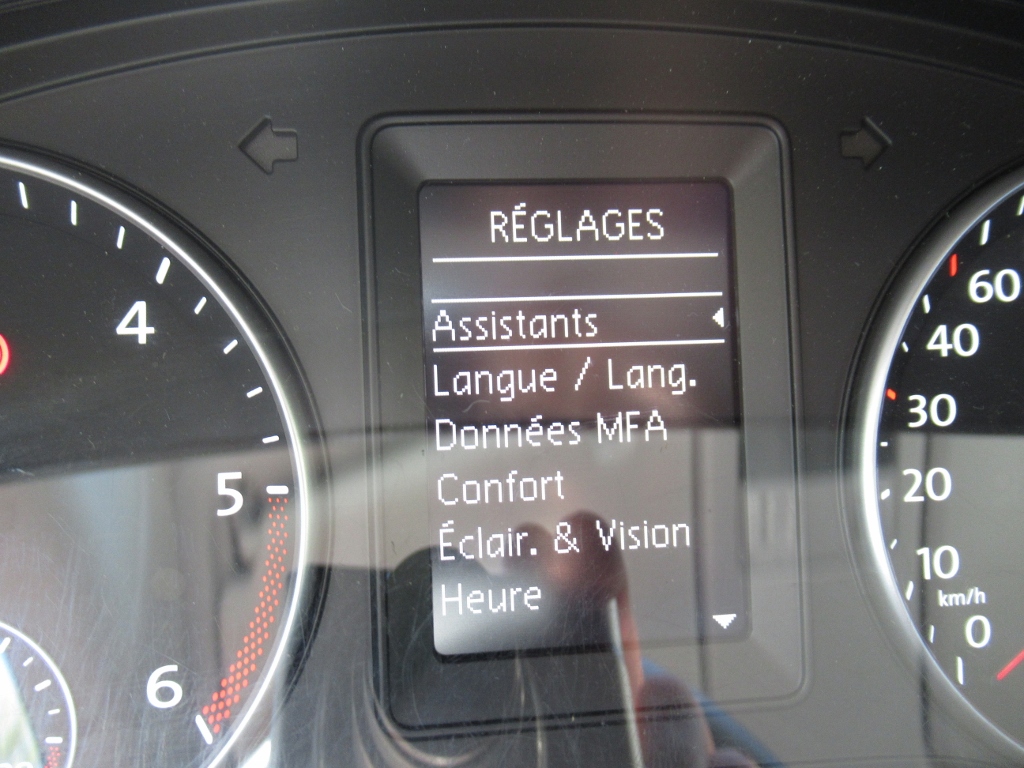 RÉGLAGES
Assistants
Langue / Lang.
Données MFA
Confort
Éclair. & Vision
Heure
4
5
6
60
40
30
20
10
km/h
0